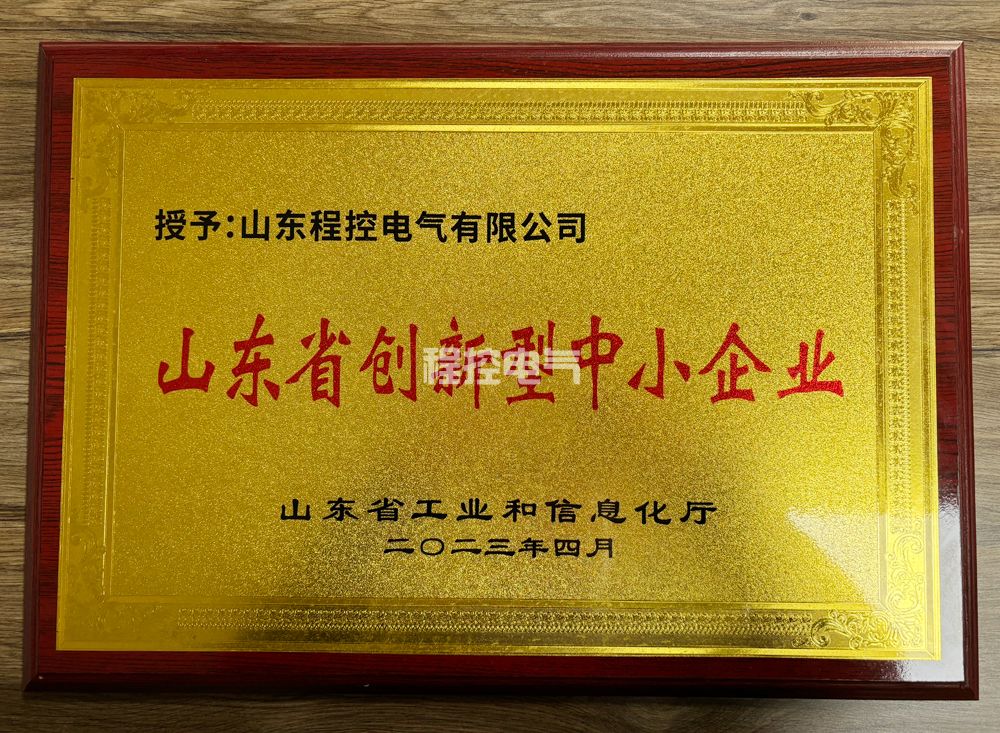 授予:山东程控电气有限公司
山东省创新型中小企业
程控电气
山东省工业和信息化厅
二〇二三年四月